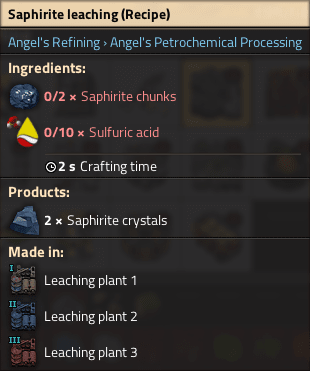 Saphirite leaching (Recipe)
Angel's Refining › Angel's Petrochemical Processing
Ingredients:
0/2 × Saphirite chunks
0/10 × Sulfuric acid
2 s Crafting time
Products:
2 × Saphirite crystals
Made in:
I Leaching plant 1
II Leaching plant 2
III Leaching plant 3